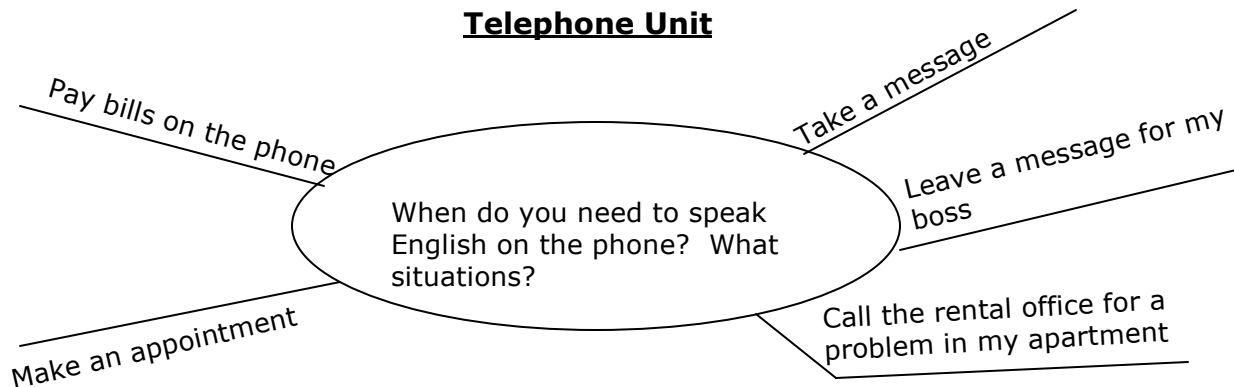 Telephone Unit
Pay bills on the phone
Take a message
Leave a message for my
boss
When do you need to speak
English on the phone?  What
situations?
Make an appointment
Call the rental office for a
problem in my apartment